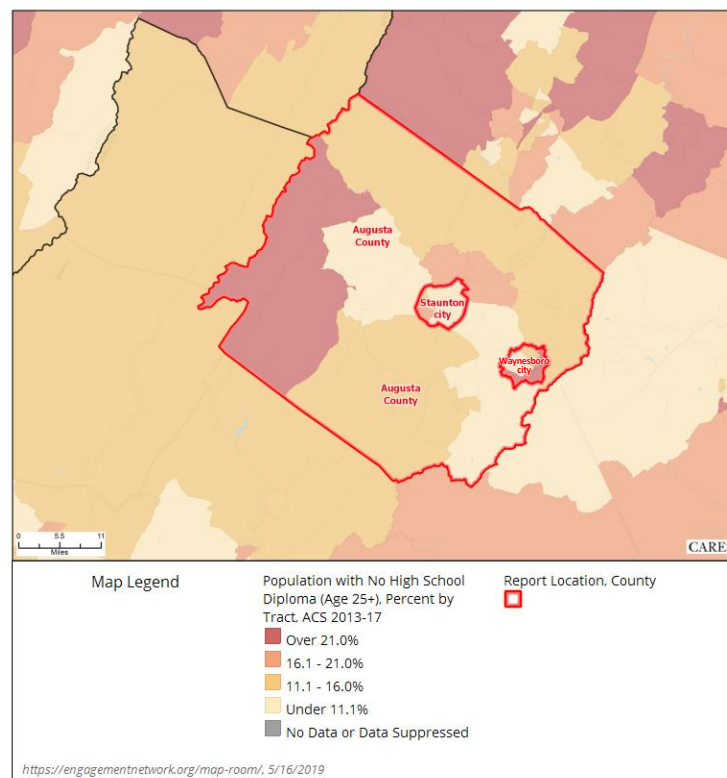 Augusta
County
Staunton
city
Waynesboro
city
Augusta
County
0 5.5 11
Miles
CARES
Map Legend
Population with No High School
Diploma (Age 25+), Percent by
Tract, ACS 2013-17
Over 21.0%
16.1 - 21.0%
11.1 - 16.0%
Under 11.1%
No Data or Data Suppressed
Report Location, County
https://engagementnetwork.org/map-room/, 5/16/2019